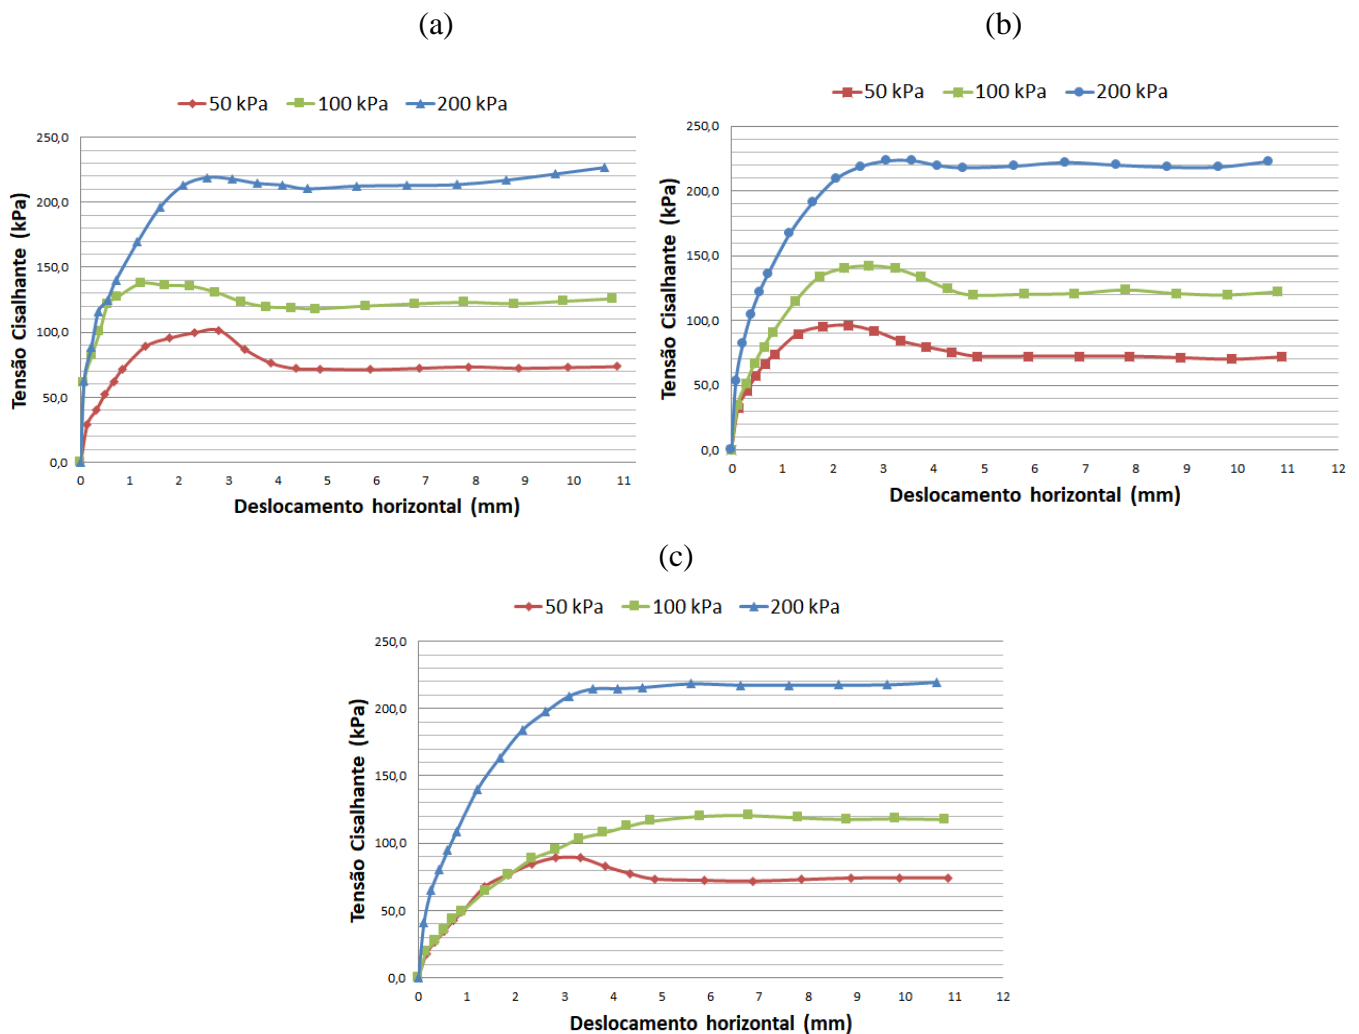 (a)
50 kPa 100 kPa 200 kPa
250,0
200,0
150,0
100,0
50,0
0,0
Tensão Cisalhante (kPa)
0 1 2 3 4 5 6 7 8 9 10 11
Deslocamento horizontal (mm)
(b)
50 kPa 100 kPa 200 kPa
250,0
200,0
150,0
100,0
50,0
0,0
Tensão Cisalhante (kPa)
0 1 2 3 4 5 6 7 8 9 10 11 12
Deslocamento horizontal (mm)
(c)
50 kPa 100 kPa 200 kPa
250,0
200,0
150,0
100,0
50,0
0,0
Tensão Cisalhante (kPa)
0 1 2 3 4 5 6 7 8 9 10 11 12
Deslocamento horizontal (mm)